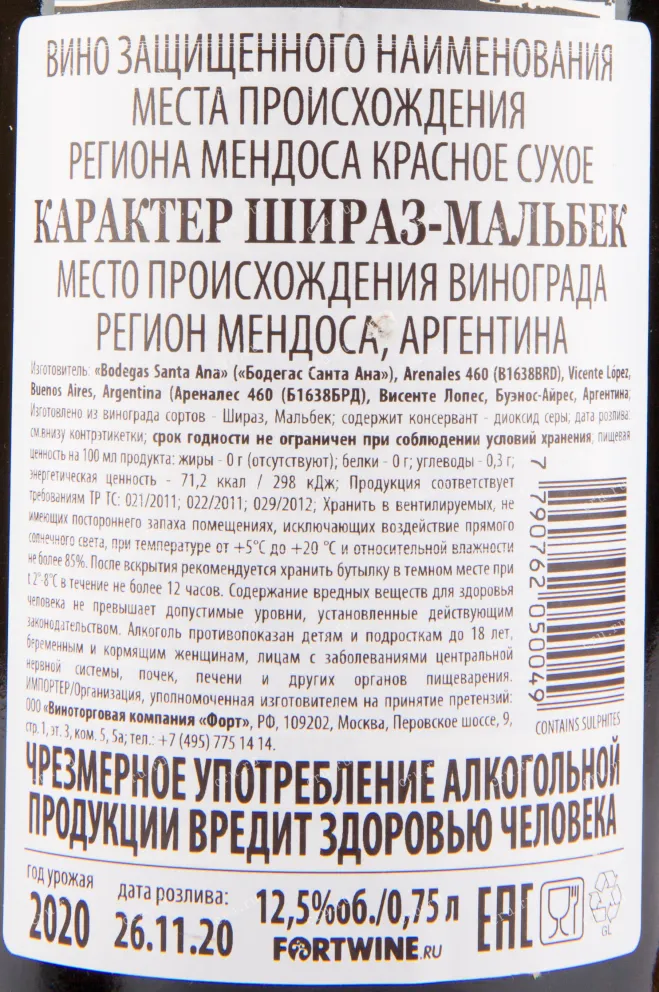 ВИНО ЗАЩИЩЕННОГО НАИМЕНОВАНИЯ
МЕСТА ПРОИСХОЖДЕНИЯ
РЕГИОНА МЕНДОСА КРАСНОЕ СУХОЕ
КАРАКТЕР ШИРАЗ-МАЛЬБЕК
МЕСТО ПРОИСХОЖДЕНИЯ ВИНОГРАДА
РЕГИОН МЕНДОСА, АРГЕНТИНА
Изготовитель: «Bodegas Santa Ana» («Бодегас Санта Ана»), Arenales 460 (B1638BRD), Vicente López,
Buenos Aires, Argentina (Ареналес 460 (Б1638БРД), Висенте Лопес, Буэнос-Айрес, Аргентина;
Изготовлено из винограда сортов - Шираз, Мальбек; содержит консервант - диоксид серы; дата розлива:
см.внизу контрэтикетки; срок годности не ограничен при соблюдении условий хранения; пищевая
ценность на 100 мл продукта: жиры - 0 г (отсутствуют); белки - 0 г; углеводы - 0,3 г;
энергетическая ценность - 71,2 ккал / 298 кДж; Продукция соответствует
требованиям ТР ТС: 021/2011; 022/2011; 029/2012; Хранить в вентилируемых, не
имеющих постороннего запаха помещениях, исключающих воздействие прямого
солнечного света, при температуре от +5°С до +20 °С и относительной влажности
не более 85%. После вскрытия рекомендуется хранить бутылку в темном месте при
t 2°-8°С в течение не более 12 часов. Содержание вредных веществ для здоровья
человека не превышает допустимые уровни, установленные действующим
законодательством. Алкоголь противопоказан детям и подросткам до 18 лет,
беременным и кормящим женщинам, лицам с заболеваниями центральной
нервной системы, почек, печени и других органов пищеварения.
ИМПОРТЕР/Организация, уполномоченная изготовителем на принятие претензий:
ООО «Виноторговая компания «Форт», РФ, 109202, Москва, Перовское шоссе, 9,
стр. 1, эт. 3, ком. 5, 5а; тел.: +7 (495) 775 14 14.
7 790762 050049
CONTAINS SULPHITES
ЧРЕЗМЕРНОЕ УПОТРЕБЛЕНИЕ АЛКОГОЛЬНОЙ
ПРОДУКЦИИ ВРЕДИТ ЗДОРОВЬЮ ЧЕЛОВЕКА
год урожая
2020
дата розлива:
26.11.20
12,5%об./0,75 л
FORTWINE.RU
EAC
GL